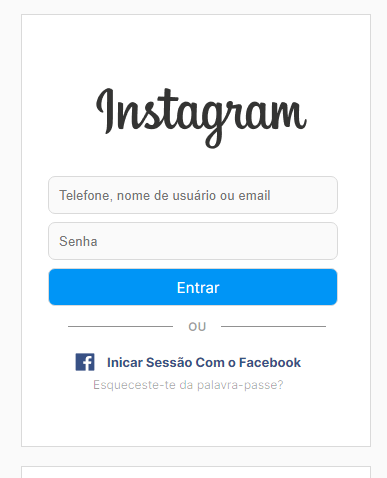 Instagram
Telefone, nome de usuário ou email
Senha
Entrar
OU
Inicar Sessão Com o Facebook
Esqueceste-te da palavra-passe?